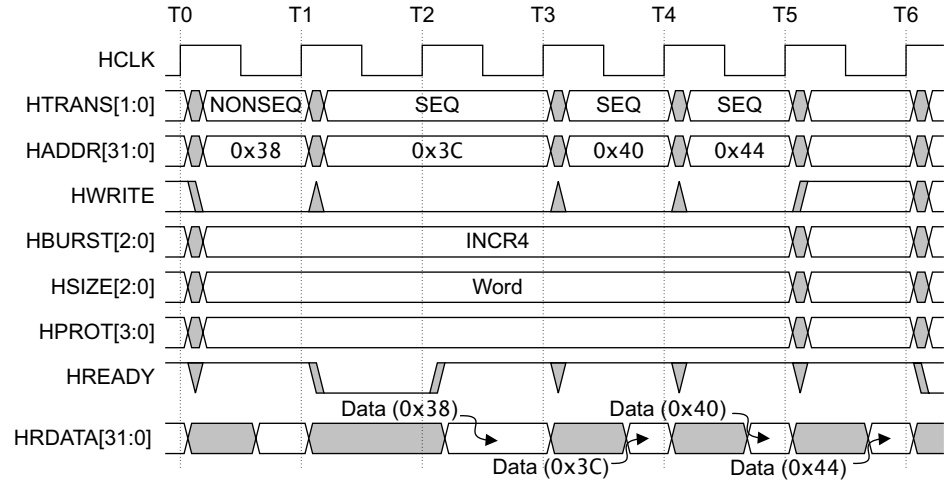 T0 T1 T2 T3 T4 T5 T6
HCLK
HTRANS[1:0] NONSEQ SEQ SEQ SEQ
HADDR[31:0] 0x38 0x3C 0x40 0x44
HWRITE
HBURST[2:0] INCR4
HSIZE[2:0] Word
HPROT[3:0]
HREADY
Data (0x38) Data (0x40)
HRDATA[31:0]
Data (0x3C) Data (0x44)